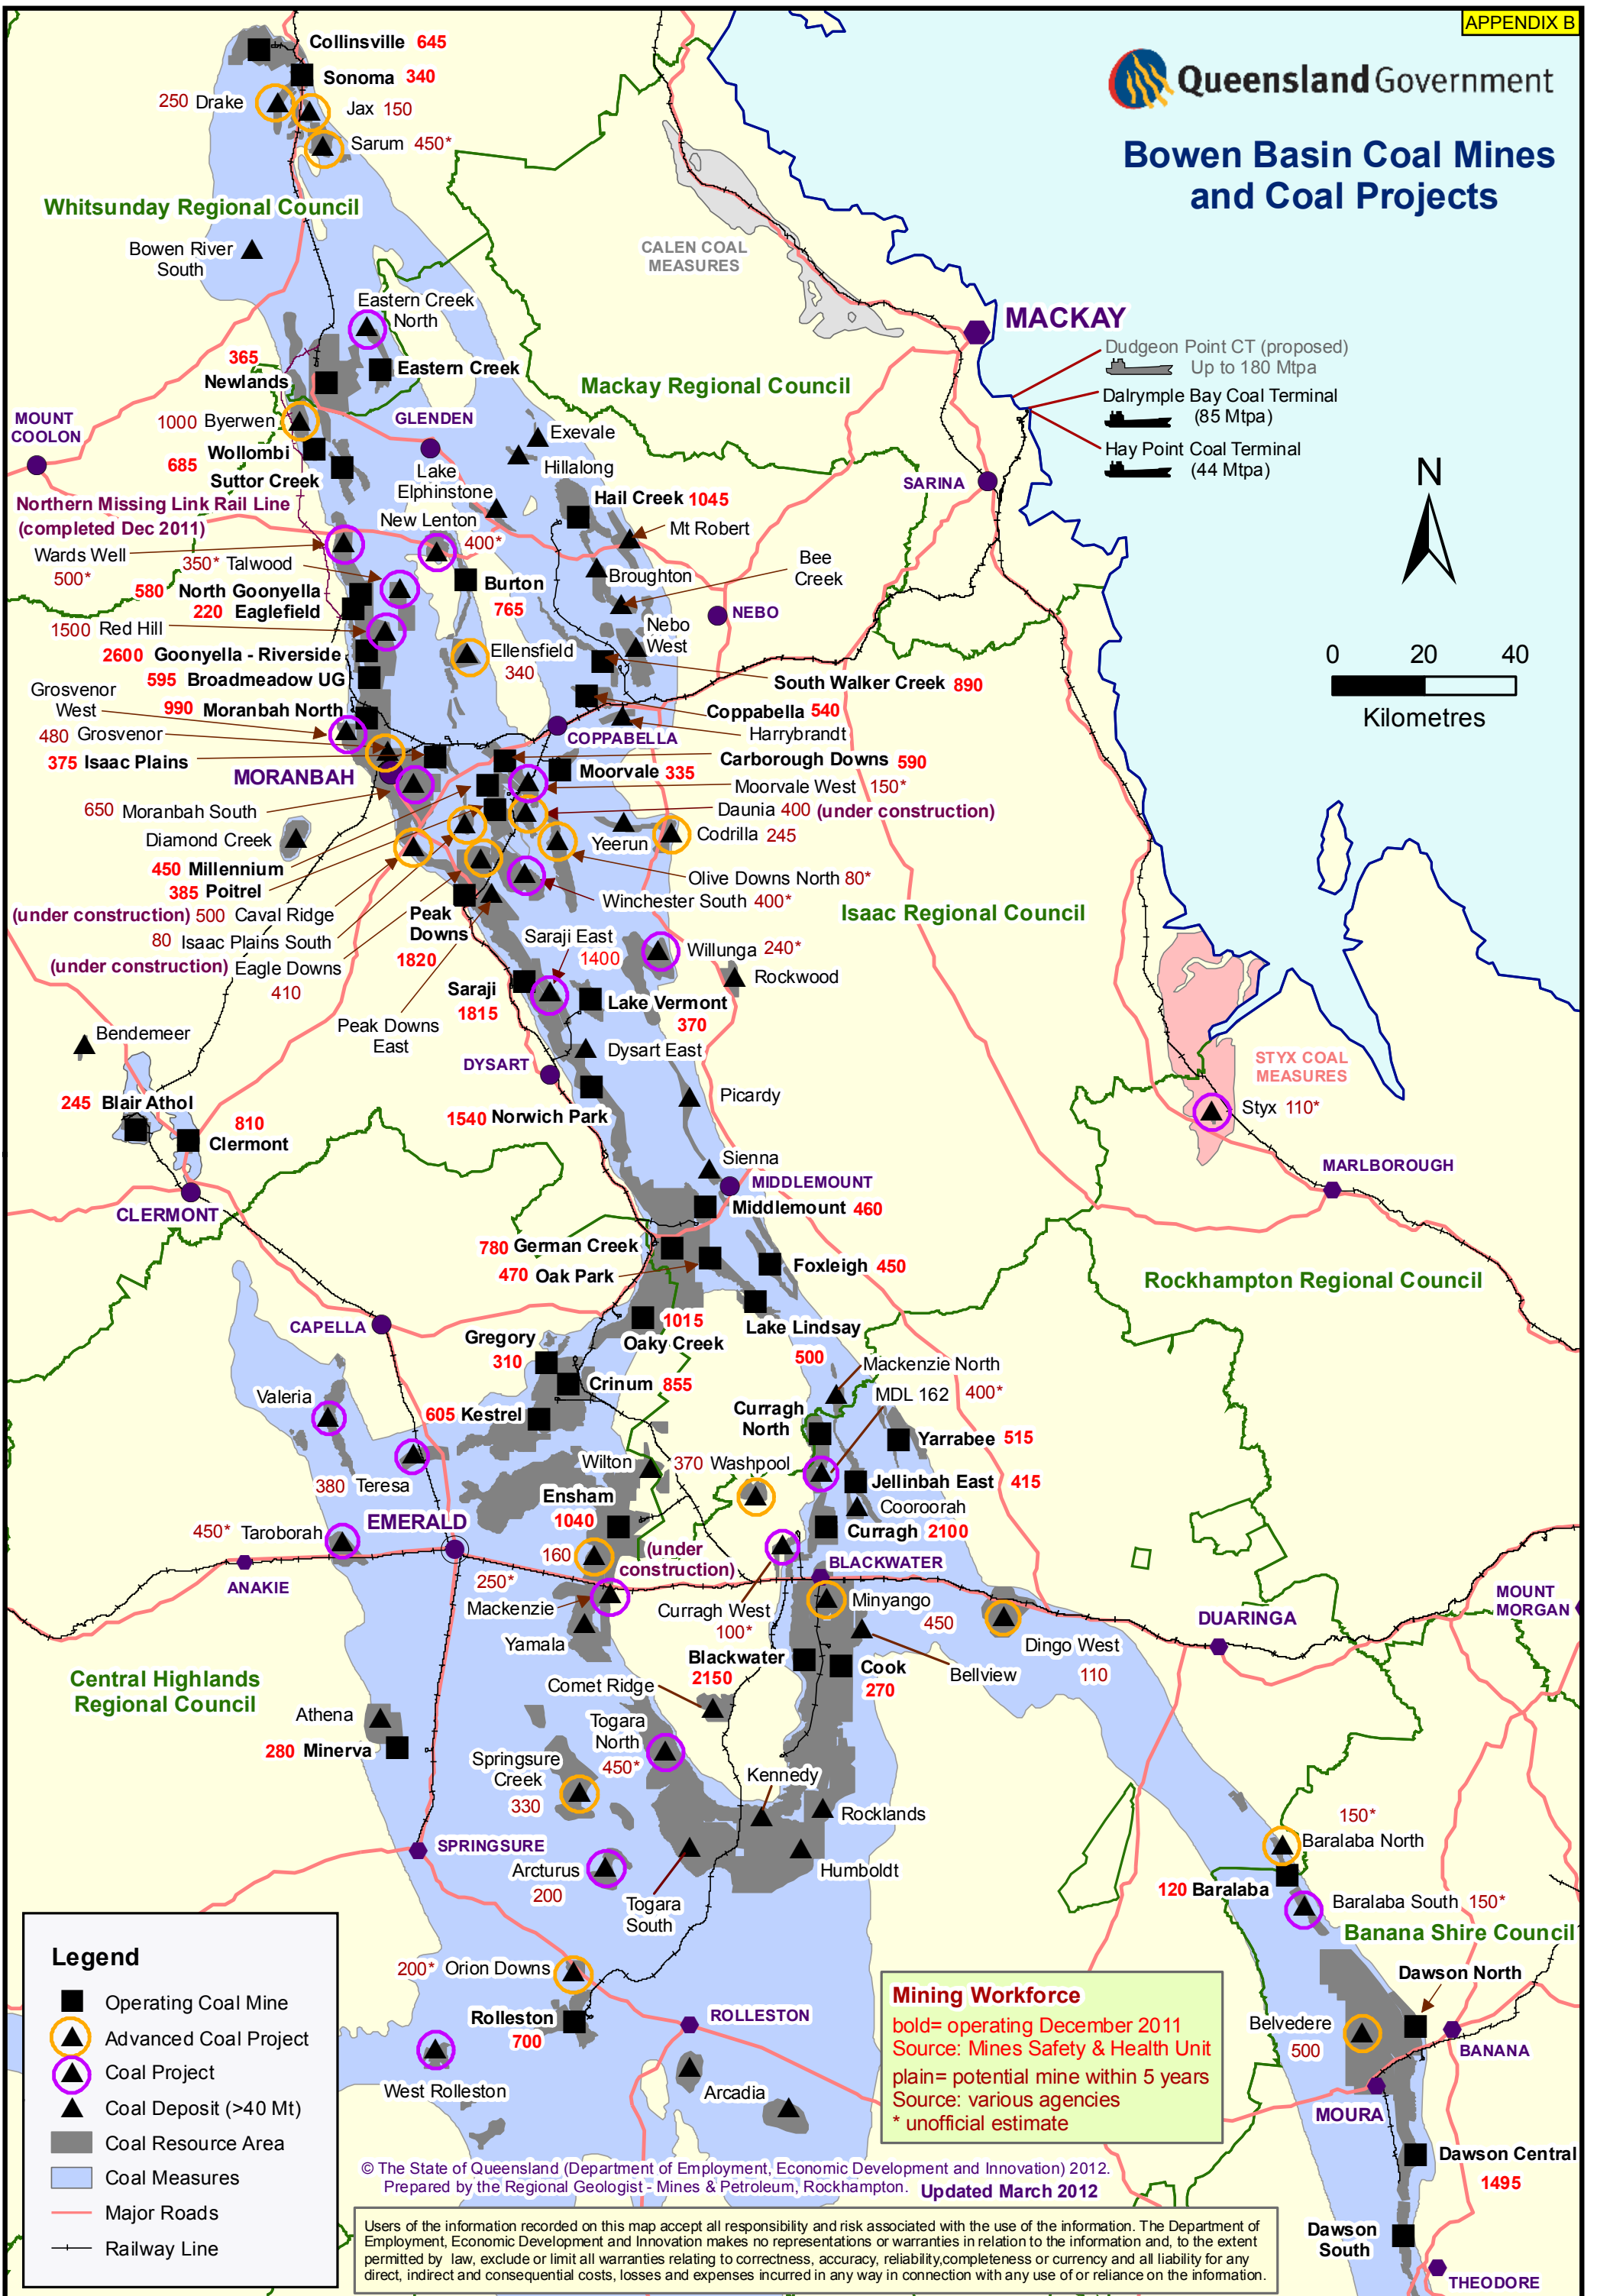 APPENDIX B
Queensland Government
Bowen Basin Coal Mines
and Coal Projects
Collinsville 645
Sonoma 340
250 Drake
Jax 150
Sarum 450*
Whitsunday Regional Council
Bowen River
South
CALEN COAL
MEASURES
Eastern Creek
North
MACKAY
Dudgeon Point CT (proposed)
Up to 180 Mtpa
365
Newlands
Eastern Creek
Mackay Regional Council
Dalrymple Bay Coal Terminal
(85 Mtpa)
MOUNT
COOLON
1000 Byerwen
GLENDEN
Exevale
Hay Point Coal Terminal
(44 Mtpa)
Wollombi
685
Suttor Creek
Lake
Elphinstone
Hillalong
SARINA
N
Northern Missing Link Rail Line
(completed Dec 2011)
Hail Creek 1045
New Lenton
400*
Mt Robert
Wards Well
500*
350* Talwood
Bee
Creek
Broughton
580 North Goonyella
220 Eaglefield
Burton
765
NEBO
1500 Red Hill
Nebo
West
2600 Goonyella - Riverside
Ellensfield
340
0 20 40
Kilometres
595 Broadmeadow UG
South Walker Creek 890
Grosvenor
West
990 Moranbah North
Coppabella 540
480 Grosvenor
COPPABELLA
Harrybrandt
375 Isaac Plains
Carborough Downs 590
MORANBAH
Moorvale 335
Moorvale West 150*
650 Moranbah South
Daunia 400 (under construction)
Diamond Creek
Yeerun
Codrilla 245
450 Millennium
385 Poitrel
Olive Downs North 80*
Winchester South 400*
(under construction) 500 Caval Ridge
Peak
Downs
1820
Isaac Regional Council
80 Isaac Plains South
(under construction) Eagle Downs
410
Saraji East
1400
Willunga 240*
Rockwood
Saraji
1815
Lake Vermont
370
Peak Downs
East
Bendemeer
DYSART
Dysart East
STYX COAL
MEASURES
245 Blair Athol
Picardy
Styx 110*
810
Clermont
1540 Norwich Park
Sienna
MARLBOROUGH
CLERMONT
MIDDLEMOUNT
Middlemount 460
780 German Creek
470 Oak Park
Foxleigh 450
Rockhampton Regional Council
CAPELLA
Gregory
310
1015
Oaky Creek
Lake Lindsay
500
Crinum 855
Mackenzie North
MDL 162 400*
Valeria
605 Kestrel
Curragh
North
Yarrabee 515
380 Teresa
Wilton
370 Washpool
Jellinbah East 415
Ensham
1040
Cooroorah
450* Taroborah
EMERALD
Curragh 2100
160
(under
construction)
BLACKWATER
ANAKIE
250*
Mackenzie
Curragh West
100*
Minyango
450
MOUNT
MORGAN
DUARINGA
Yamala
Dingo West
110
Blackwater
2150
Cook
270
Bellview
Central Highlands
Regional Council
Comet Ridge
Athena
280 Minerva
Togara
North
450*
Springsure
Creek
330
Kennedy
Rocklands
150*
Baralaba North
SPRINGSURE
Arcturus
200
Humboldt
120 Baralaba
Togara
South
Baralaba South 150*
Banana Shire Council
Dawson North
200* Orion Downs
Rolleston
700
ROLLESTON
Belvedere
500
BANANA
West Rolleston
Arcadia
MOURA
Dawson Central
1495
Dawson
South
THEODORE
Legend
Operating Coal Mine
Advanced Coal Project
Coal Project
Coal Deposit (>40 Mt)
Coal Resource Area
Coal Measures
Major Roads
Railway Line
Mining Workforce
bold= operating December 2011
Source: Mines Safety & Health Unit
plain= potential mine within 5 years
Source: various agencies
* unofficial estimate
© The State of Queensland (Department of Employment, Economic Development and Innovation) 2012.
Prepared by the Regional Geologist - Mines & Petroleum, Rockhampton. Updated March 2012
Users of the information recorded on this map accept all responsibility and risk associated with the use of the information. The Department of
Employment, Economic Development and Innovation makes no representations or warranties in relation to the information and, to the extent
permitted by law, exclude or limit all warranties relating to correctness, accuracy, reliability,completeness or currency and all liability for any
direct, indirect and consequential costs, losses and expenses incurred in any way in connection with any use of or reliance on the information.